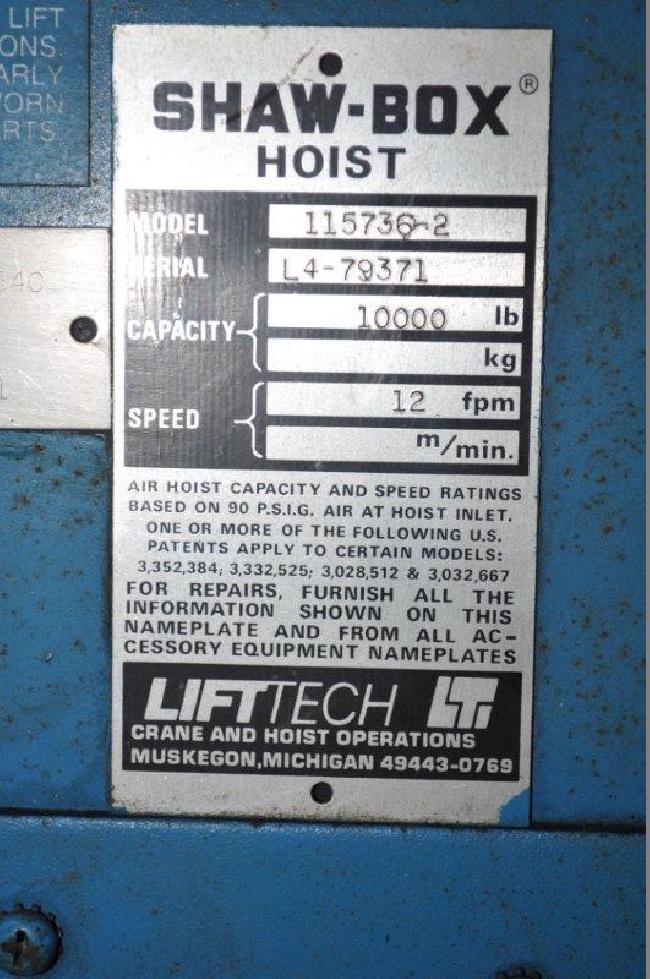 LIFT
ONS.
ARLY
ORN
RTS.
SHAW-BOX®
HOIST
MODEL 115736-2
SERIAL L4-79371
CAPACITY 10000 lb
kg
SPEED 12 fpm
m/min.
AIR HOIST CAPACITY AND SPEED RATINGS
BASED ON 90 P.S.I.G. AIR AT HOIST INLET.
ONE OR MORE OF THE FOLLOWING U.S.
PATENTS APPLY TO CERTAIN MODELS:
3,352,384; 3,332,525; 3,028,512 & 3,032,667
FOR REPAIRS, FURNISH ALL THE
INFORMATION SHOWN ON THIS
NAMEPLATE AND FROM ALL AC-
CESSORY EQUIPMENT NAMEPLATES
LIFTTECH LTI
CRANE AND HOIST OPERATIONS
MUSKEGON, MICHIGAN 49443-0769